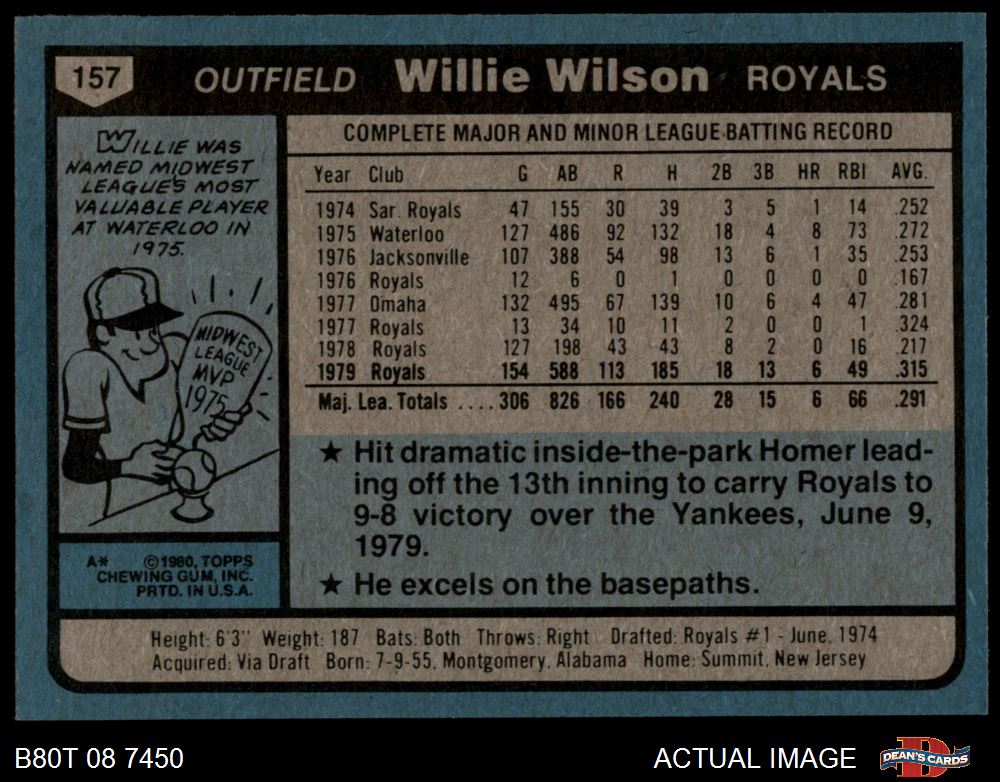 157 OUTFIELD Willie Wilson ROYALS
WILLIE WAS
NAMED MIDWEST
LEAGUE'S MOST
VALUABLE PLAYER
AT WATERLOO IN
1975.
MIDWEST
LEAGUE
MVP
1975
A* ©1980, TOPPS
CHEWING GUM, INC.
PRTD. IN U.S.A.
COMPLETE MAJOR AND MINOR LEAGUE BATTING RECORD
Year Club G AB R H 2B 3B HR RBI AVG.
1974 Sar. Royals 47 155 30 39 3 5 1 14 .252
1975 Waterloo 127 486 92 132 18 4 8 73 .272
1976 Jacksonville 107 388 54 98 13 6 1 35 .253
1976 Royals 12 6 0 1 0 0 0 0 .167
1977 Omaha 132 495 67 139 10 6 4 47 .281
1977 Royals 13 34 10 11 2 0 0 1 .324
1978 Royals 127 198 43 43 8 2 0 16 .217
1979 Royals 154 588 113 185 18 13 6 49 .315
Maj. Lea. Totals .... 306 826 166 240 28 15 6 66 .291
★ Hit dramatic inside-the-park Homer lead-
ing off the 13th inning to carry Royals to
9-8 victory over the Yankees, June 9,
1979.
★ He excels on the basepaths.
Height: 6'3" Weight: 187 Bats: Both Throws: Right Drafted: Royals #1 - June, 1974
Acquired: Via Draft Born: 7-9-55, Montgomery, Alabama Home: Summit, New Jersey
B80T 08 7450 ACTUAL IMAGE DEAN'S CARDS